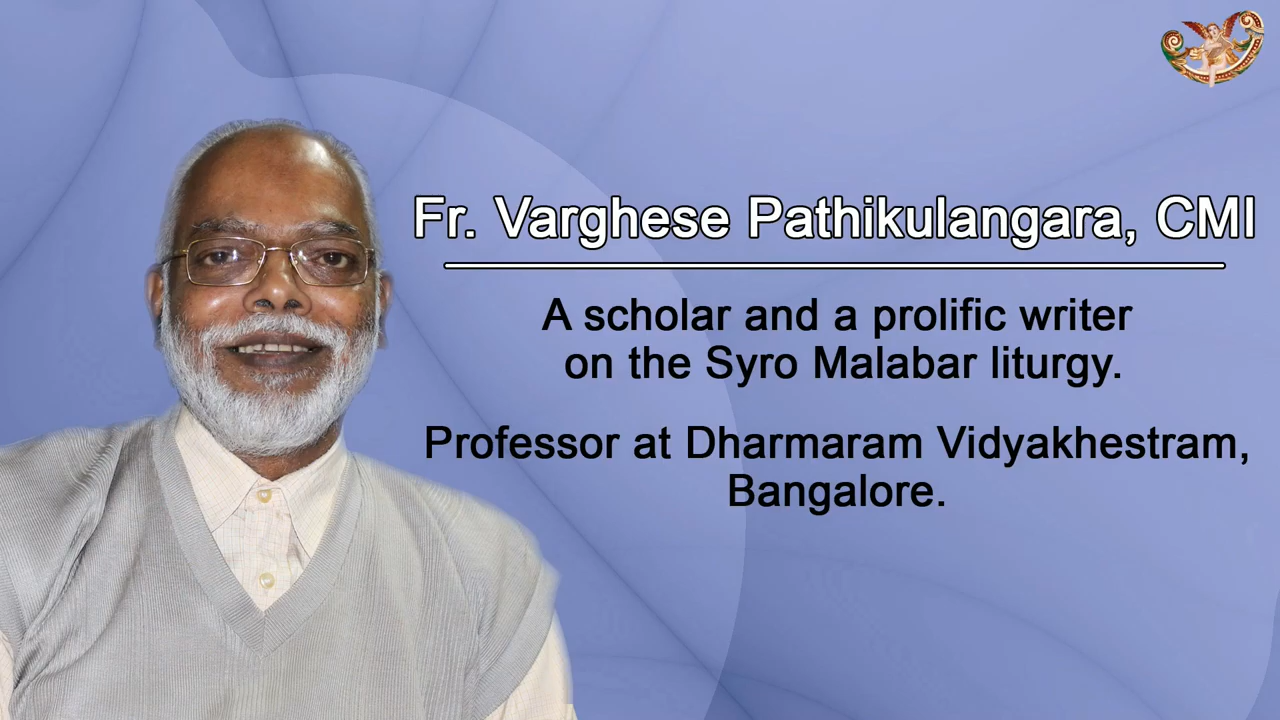 Fr. Varghese Pathikulangara, CMI
A scholar and a prolific writer
on the Syro Malabar liturgy.
Professor at Dharmaram Vidyakhestram,
Bangalore.